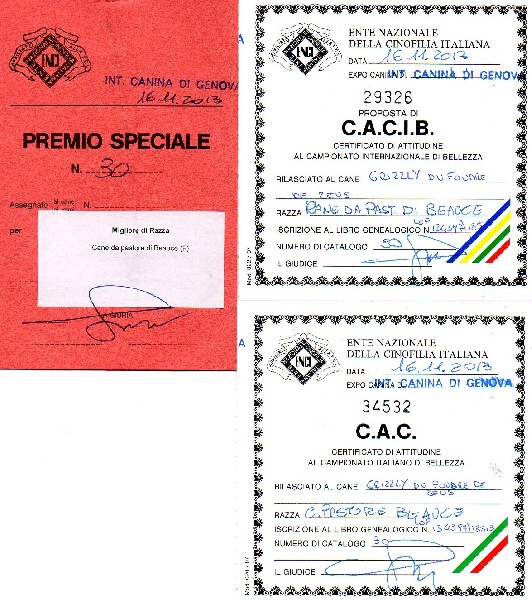 ENCI
INT. CANINA DI GENOVA
16.11.2013
PREMIO SPECIALE
N. 30
Assegnato N.
per Migliore di Razza
Cane da pastore di Beauce (F)
LA GIURIA
ENTE NAZIONALE
DELLA CINOFILIA ITALIANA
DATA 16.11.2013
EXPO CANINA INT. CANINA DI GENOVA
29326
PROPOSTA DI
C.A.C.I.B.
CERTIFICATO DI ATTITUDINE
AL CAMPIONATO INTERNAZIONALE DI BELLEZZA
RILASCIATO AL CANE GRIZZLY DU FOUDRE
DE ZEUS
RAZZA CANE DA PAST. DI BEAUCE
ISCRIZIONE AL LIBRO GENEALOGICO N.
NUMERO DI CATALOGO 30
IL GIUDICE
ENCI
ENTE NAZIONALE
DELLA CINOFILIA ITALIANA
DATA 16.11.2013
EXPO CANINA INT. CANINA DI GENOVA
34532
C.A.C.
CERTIFICATO DI ATTITUDINE
AL CAMPIONATO ITALIANO DI BELLEZZA
RILASCIATO AL CANE GRIZZLY DU FOUDRE DE
ZEUS
RAZZA C. PASTORE BEAUCE
ISCRIZIONE AL LIBRO GENEALOGICO N.
NUMERO DI CATALOGO 30
IL GIUDICE